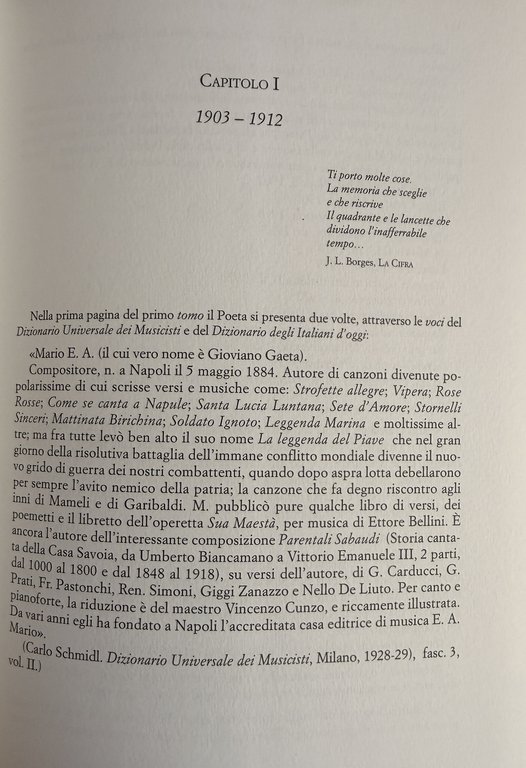 CAPITOLO I
1903 – 1912
Ti porto molte cose.
La memoria che sceglie
e che riscrive
Il quadrante e le lancette che
dividono l'inafferrabile
tempo…
J. L. Borges, LA CIFRA
Nella prima pagina del primo tomo il Poeta si presenta due volte, attraverso le voci del
Dizionario Universale dei Musicisti e del Dizionario degli Italiani d'oggi:
«Mario E. A. (il cui vero nome è Gioviano Gaeta).
Compositore, n. a Napoli il 5 maggio 1884. Autore di canzoni divenute po-
polarissime di cui scrisse versi e musiche come: Strofette allegre; Vipera; Rose
Rosse; Come se canta a Napule; Santa Lucia Luntana; Sete d'Amore; Stornelli
Sinceri; Mattinata Birichina; Soldato Ignoto; Leggenda Marina e moltissime al-
tre; ma fra tutte levò ben alto il suo nome La leggenda del Piave che nel gran
giorno della risolutiva battaglia dell'immane conflitto mondiale divenne il nuo-
vo grido di guerra dei nostri combattenti, quando dopo aspra lotta debellarono
per sempre l'avito nemico della patria; la canzone che fa degno riscontro agli
inni di Mameli e di Garibaldi. M. pubblicò pure qualche libro di versi, dei
poemetti e il libretto dell'operetta Sua Maestà, per musica di Ettore Bellini. È
ancora l'autore dell'interessante composizione Parentali Sabaudi (Storia canta-
ta della Casa Savoia, da Umberto Biancamano a Vittorio Emanuele III, 2 parti,
dal 1000 al 1800 e dal 1848 al 1918), su versi dell'autore, di G. Carducci, G.
Prati, Fr. Pastonchi, Ren. Simoni, Giggi Zanazzo e Nello De Liuto. Per canto e
pianoforte, la riduzione è del maestro Vincenzo Cunzo, e riccamente illustrata.
Da vari anni egli ha fondato a Napoli l'accreditata casa editrice di musica E. A.
Mario».
(Carlo Schmidl. Dizionario Universale dei Musicisti, Milano, 1928-29), fasc. 3,
vol. II.)